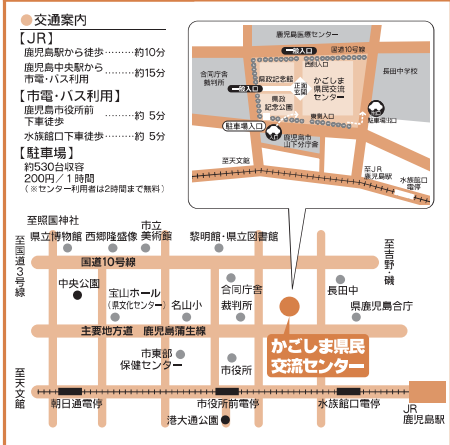 ●交通案内
【JR】
鹿児島駅から徒歩………約10分
鹿児島中央駅から
市電・バス利用………約15分
【市電・バス利用】
鹿児島市役所前
下車徒歩………約 5分
水族館口下車徒歩…約 5分
【駐車場】
約530台収容
200円／1時間
（※センター利用者は2時間まで無料）
鹿児島医療センター
一般入口
国道10号線
西側入口
合同庁舎
裁判所
県政記念館
一般入口
正面
玄関
かごしま
県民交流
センター
長田中学校
県政
記念公園
東側入口
駐車場入口
駐車場出口
鹿児島市
山下分庁舎
至天文館
至JR
鹿児島駅
水族館口
電停
至照国神社
県立博物館
西郷隆盛像
市立
美術館
黎明館・県立図書館
至国道3号線
至吉野・磯
国道10号線
中央公園
宝山ホール
（県文化センター）
名山小
合同庁舎
裁判所
長田中
県鹿児島合庁
主要地方道 鹿児島蒲生線
かごしま県民
交流センター
市東部
保健センター
市役所
至天文館
朝日通電停
市役所前電停
水族館口電停
JR
鹿児島駅
港大通公園